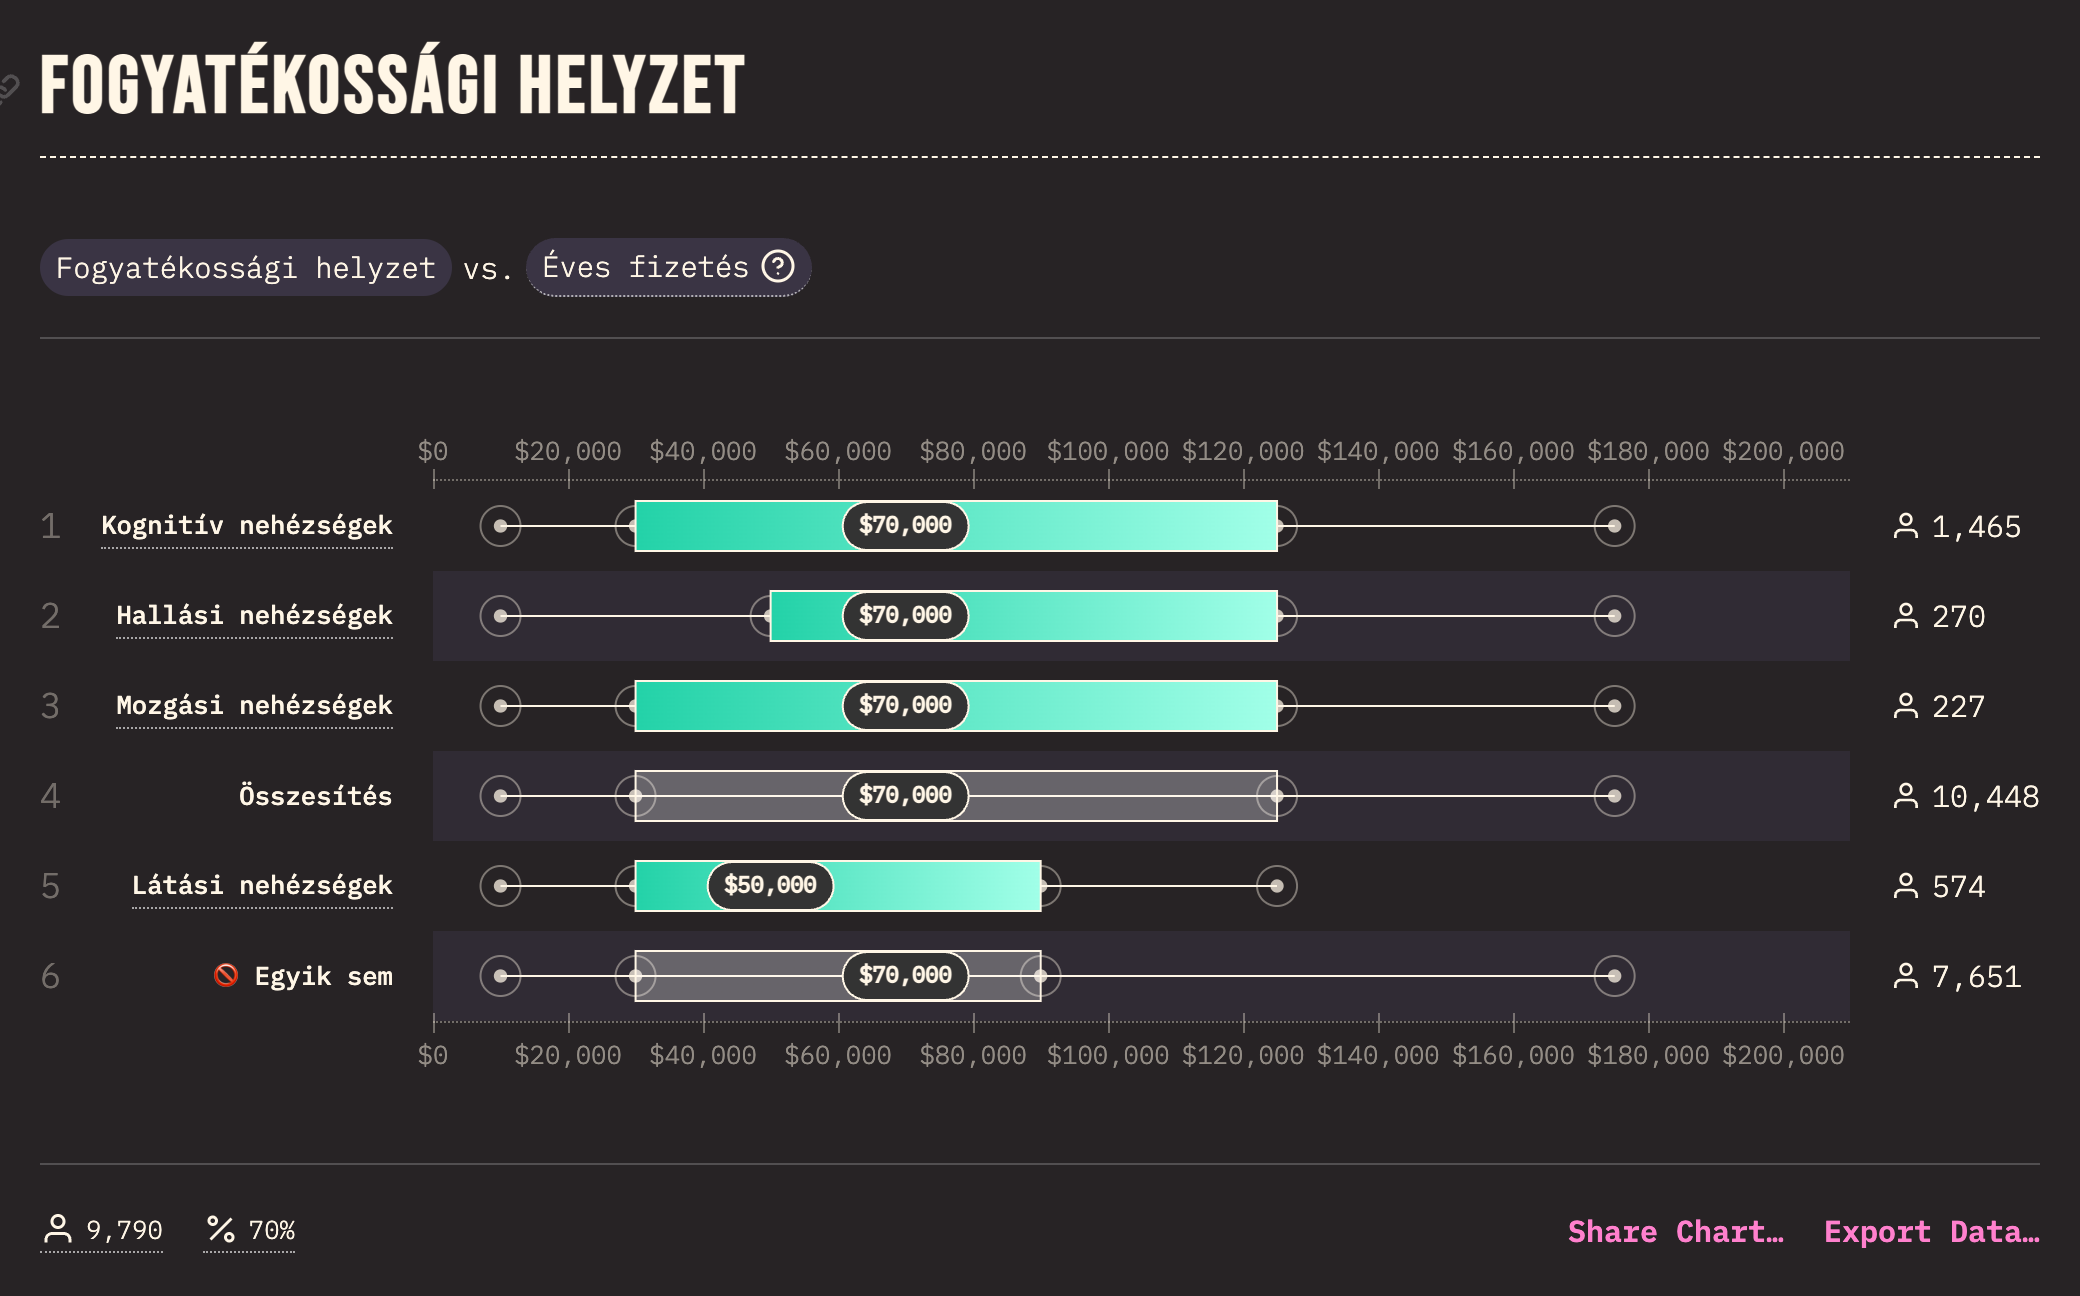 FOGYATÉKOSSÁGI HELYZET
Fogyatékossági helyzet vs. Éves fizetés
$0 $20,000 $40,000 $60,000 $80,000 $100,000 $120,000 $140,000 $160,000 $180,000 $200,000
1 Kognitív nehézségek $70,000 1,465
2 Hallási nehézségek $70,000 270
3 Mozgási nehézségek $70,000 227
4 Összesítés $70,000 10,448
5 Látási nehézségek $50,000 574
6 Egyik sem $70,000 7,651
$0 $20,000 $40,000 $60,000 $80,000 $100,000 $120,000 $140,000 $160,000 $180,000 $200,000
9,790 70% Share Chart… Export Data…